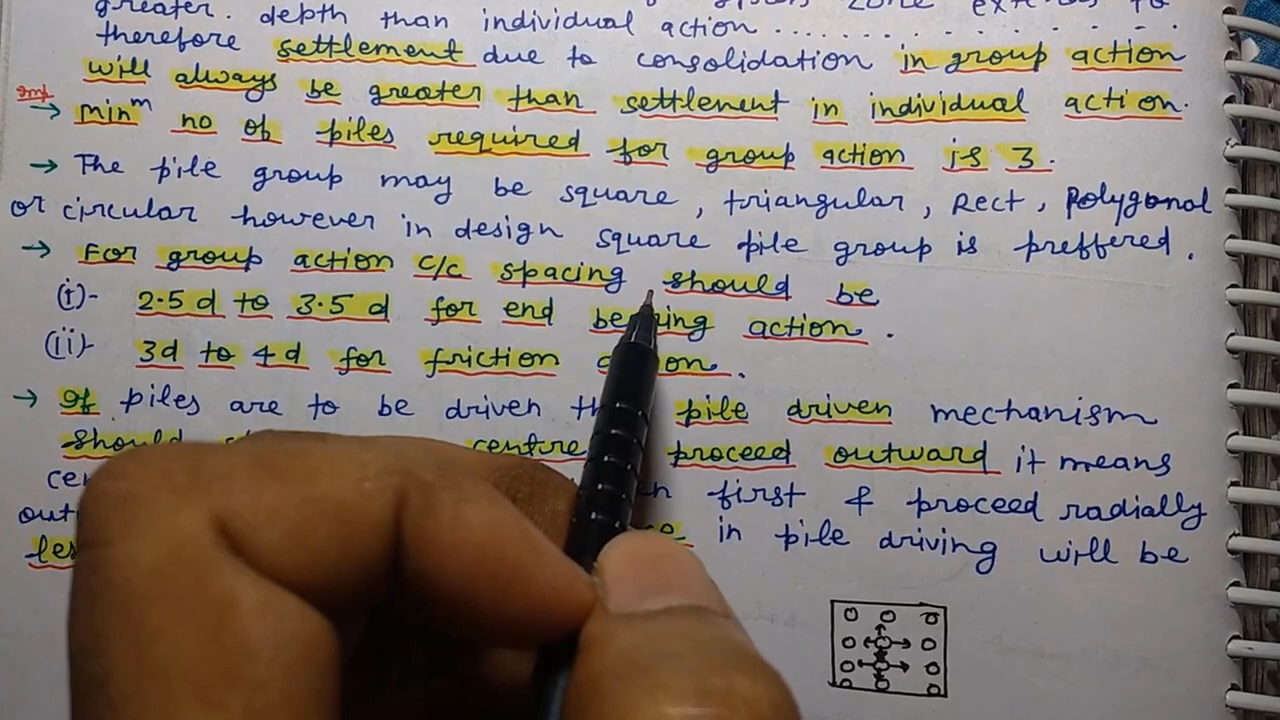 greater. depth than individual action ............
therefore settlement due to consolidation in group action
will always be greater than settlement in individual action.
Imp → minᵐ no of piles required for group action is 3.
→ The pile group may be square, triangular, Rect, Polygonal
or circular however in design square pile group is preffered.
→ For group action c/c spacing should be
(i)- 2.5 d to 3.5 d for end bearing action.
(ii)- 3d to 4 d for friction action.
→ If piles are to be driven pile driven mechanism
should centre proceed outward it means
first & proceed radially
in pile driving will be